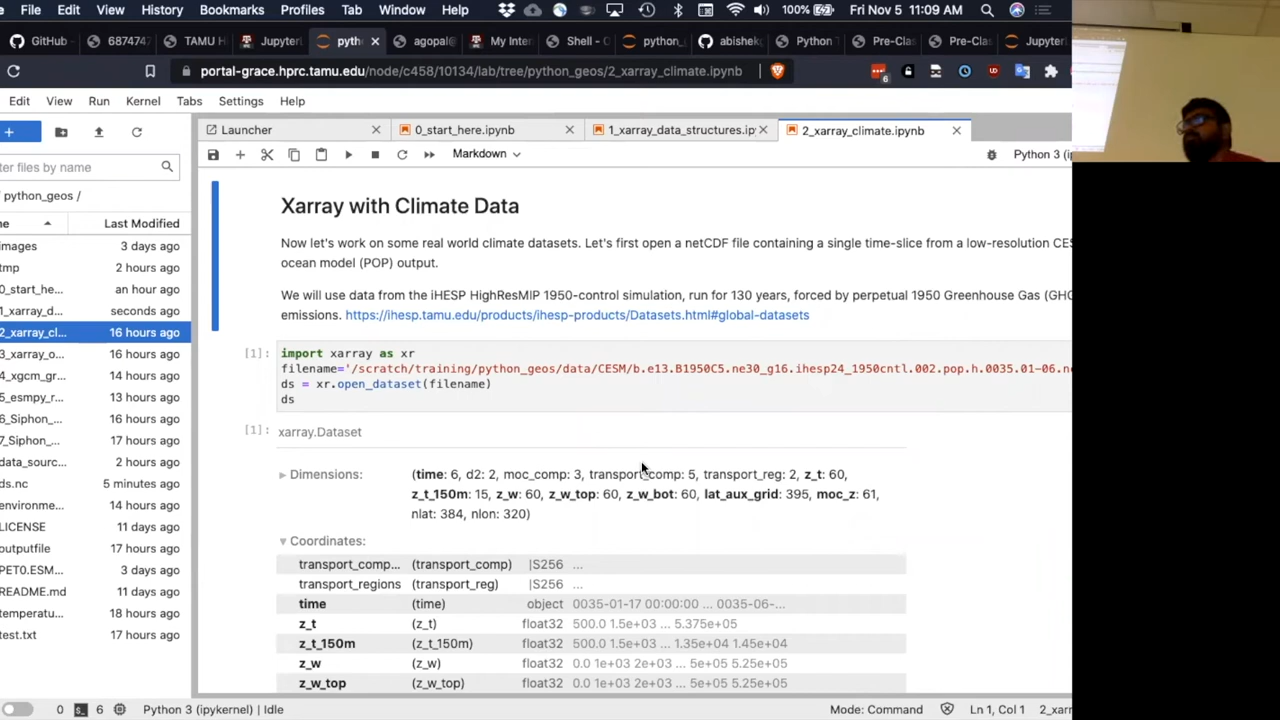 File Edit View History Bookmarks Profiles Tab Window Help 100% Fri Nov 5 11:09 AM
GitHub - 6874747 TAMU H Jupyterl pyth agopal@ My Inter Shell - C python_ abishek Python T Pre-Clas Pre-Clas Jupyterl
portal-grace.hprc.tamu.edu/node/c458/10134/lab/tree/python_geos/2_xarray_climate.ipynb 6
Edit View Run Kernel Tabs Settings Help
Launcher 0_start_here.ipynb 1_xarray_data_structures.ip 2_xarray_climate.ipynb
Markdown Python 3 (ip
ter files by name
python_geos /
ne Last Modified
images 3 days ago
tmp 2 hours ago
0_start_he... an hour ago
1_xarray_d... seconds ago
2_xarray_cl... 16 hours ago
3_xarray_o... 16 hours ago
4_xgcm_gr... 14 hours ago
5_esmpy_r... 13 hours ago
6_Siphon_... 16 hours ago
7_Siphon_... 17 hours ago
data_sourc... 2 hours ago
ds.nc 5 minutes ago
environme... 14 hours ago
LICENSE 11 days ago
outputfile 17 hours ago
PET0.ESM... 3 days ago
README.md 11 days ago
temperatu... 18 hours ago
test.txt 17 hours ago
Xarray with Climate Data
Now let's work on some real world climate datasets. Let's first open a netCDF file containing a single time-slice from a low-resolution CES
ocean model (POP) output.
We will use data from the iHESP HighResMIP 1950-control simulation, run for 130 years, forced by perpetual 1950 Greenhouse Gas (GHG
emissions. https://ihesp.tamu.edu/products/ihesp-products/Datasets.html#global-datasets
[1]: import xarray as xr
filename='/scratch/training/python_geos/data/CESM/b.e13.B1950C5.ne30_g16.ihesp24_1950cntl.002.pop.h.0035.01-06.nc
ds = xr.open_dataset(filename)
ds
[1]: xarray.Dataset
Dimensions: (time: 6, d2: 2, moc_comp: 3, transport_comp: 5, transport_reg: 2, z_t: 60,
z_t_150m: 15, z_w: 60, z_w_top: 60, z_w_bot: 60, lat_aux_grid: 395, moc_z: 61,
nlat: 384, nlon: 320)
Coordinates:
transport_comp... (transport_comp) |S256 ...
transport_regions (transport_reg) |S256 ...
time (time) object 0035-01-17 00:00:00 ... 0035-06-...
z_t (z_t) float32 500.0 1.5e+03 ... 5.375e+05
z_t_150m (z_t_150m) float32 500.0 1.5e+03 ... 1.35e+04 1.45e+04
z_w (z_w) float32 0.0 1e+03 2e+03 ... 5e+05 5.25e+05
z_w_top (z_w_top) float32 0.0 1e+03 2e+03 ... 5e+05 5.25e+05
0 6 Python 3 (ipykernel) | Idle Mode: Command Ln 1, Col 1 2_xarr